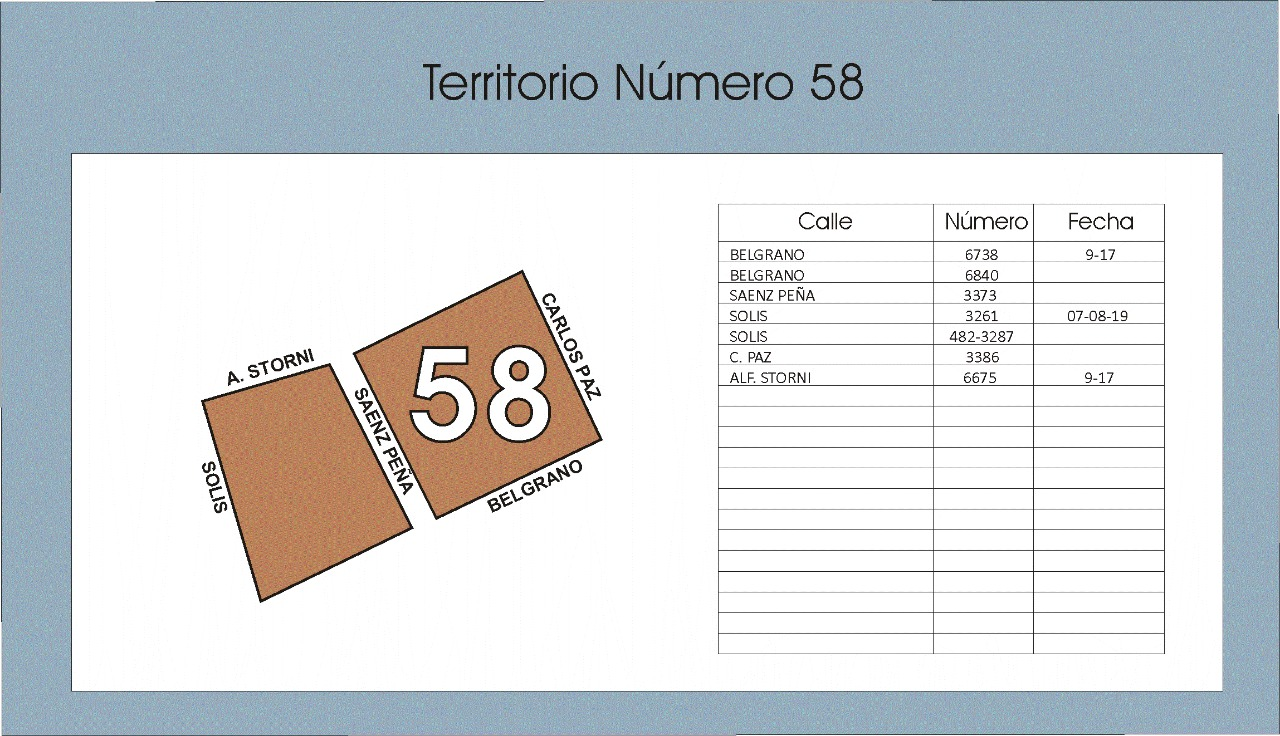 Territorio Número 58
A. STORNI
SOLIS
SAENZ PEÑA
58
CARLOS PAZ
BELGRANO
Calle Número Fecha
BELGRANO 6738 9-17
BELGRANO 6840
SAENZ PEÑA 3373
SOLIS 3261 07-08-19
SOLIS 482-3287
C. PAZ 3386
ALF. STORNI 6675 9-17